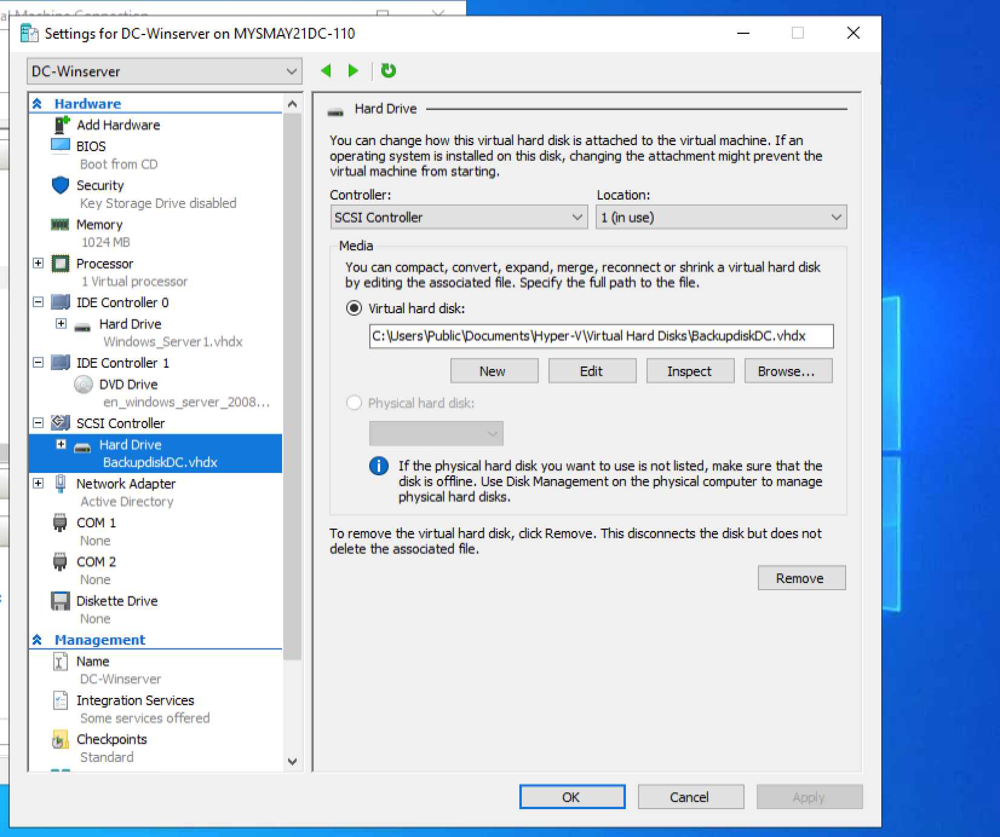 al Machine Connection
Settings for DC-Winserver on MYSMAY21DC-110
DC-Winserver
Hardware
Add Hardware
BIOS
Boot from CD
Security
Key Storage Drive disabled
Memory
1024 MB
Processor
1 Virtual processor
IDE Controller 0
Hard Drive
Windows_Server1.vhdx
IDE Controller 1
DVD Drive
en_windows_server_2008...
SCSI Controller
Hard Drive
BackupdiskDC.vhdx
Network Adapter
Active Directory
COM 1
None
COM 2
None
Diskette Drive
None
Management
Name
DC-Winserver
Integration Services
Some services offered
Checkpoints
Standard
Hard Drive
You can change how this virtual hard disk is attached to the virtual machine. If an
operating system is installed on this disk, changing the attachment might prevent the
virtual machine from starting.
Controller:
Location:
SCSI Controller
1 (in use)
Media
You can compact, convert, expand, merge, reconnect or shrink a virtual hard disk
by editing the associated file. Specify the full path to the file.
Virtual hard disk:
C:\Users\Public\Documents\Hyper-V\Virtual Hard Disks\BackupdiskDC.vhdx
New
Edit
Inspect
Browse...
Physical hard disk:
If the physical hard disk you want to use is not listed, make sure that the
disk is offline. Use Disk Management on the physical computer to manage
physical hard disks.
To remove the virtual hard disk, click Remove. This disconnects the disk but does not
delete the associated file.
Remove
OK
Cancel
Apply